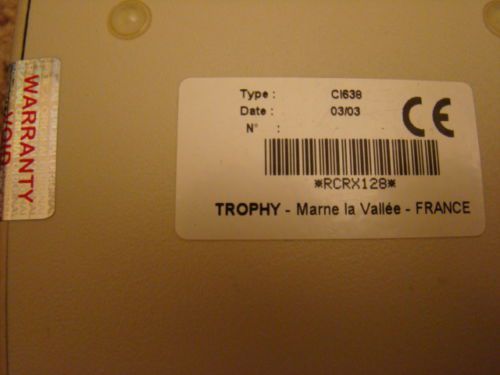 Type : CI638
Date : 03/03
N° :
CE
*RCRX128*
TROPHY - Marne la Vallée - FRANCE
WARRANTY
VOID